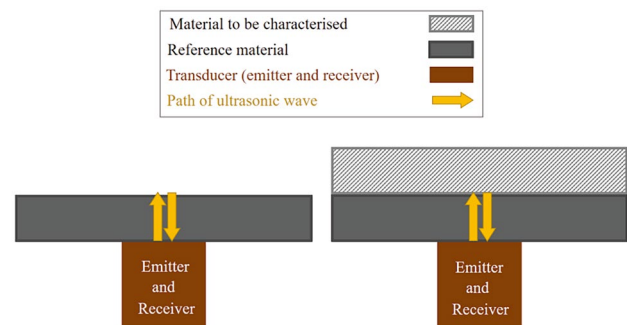 Material to be characterised
Reference material
Transducer (emitter and receiver)
Path of ultrasonic wave
Emitter
and
Receiver
Emitter
and
Receiver